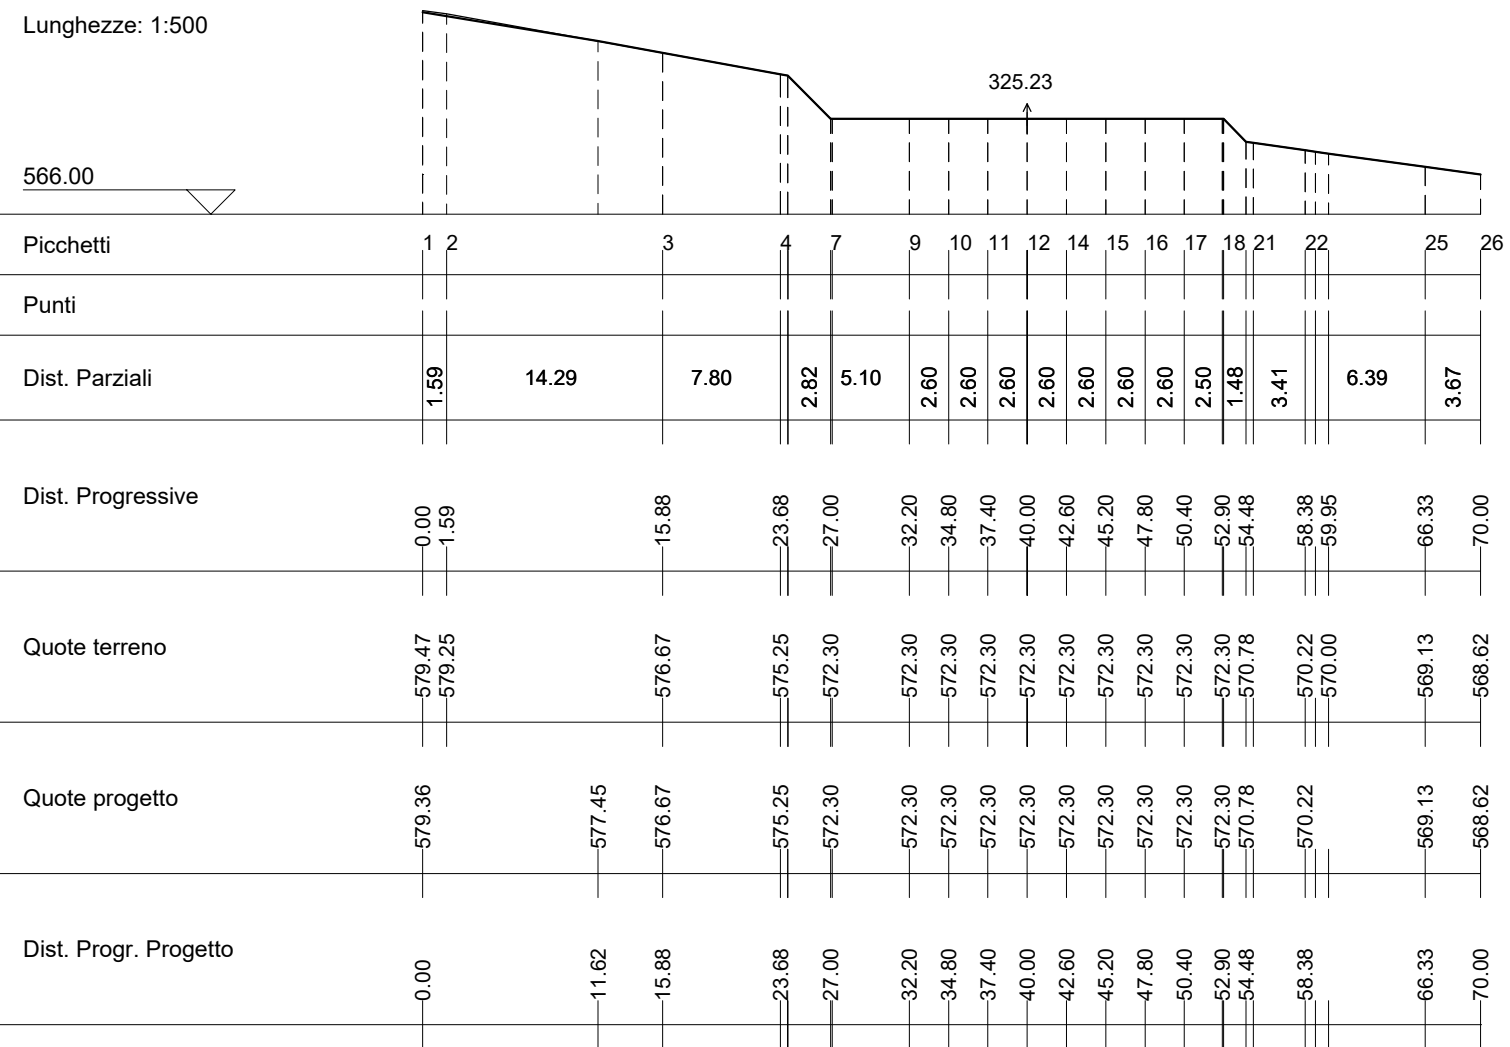 Lunghezze: 1:500
325.23
566.00
Picchetti 1 2 3 4 7 9 10 11 12 14 15 16 17 18 21 22 25 26
Punti
Dist. Parziali 1.59 14.29 7.80 2.82 5.10 2.60 2.60 2.60 2.60 2.60 2.60 2.60 2.50 1.48 3.41 6.39 3.67
Dist. Progressive 0.00 1.59 15.88 23.68 27.00 32.20 34.80 37.40 40.00 42.60 45.20 47.80 50.40 52.90 54.48 58.38 59.95 66.33 70.00
Quote terreno 579.47 579.25 576.67 575.25 572.30 572.30 572.30 572.30 572.30 572.30 572.30 572.30 572.30 572.30 570.78 570.22 570.00 569.13 568.62
Quote progetto 579.36 577.45 576.67 575.25 572.30 572.30 572.30 572.30 572.30 572.30 572.30 572.30 572.30 572.30 570.78 570.22 569.13 568.62
Dist. Progr. Progetto 0.00 11.62 15.88 23.68 27.00 32.20 34.80 37.40 40.00 42.60 45.20 47.80 50.40 52.90 54.48 58.38 66.33 70.00